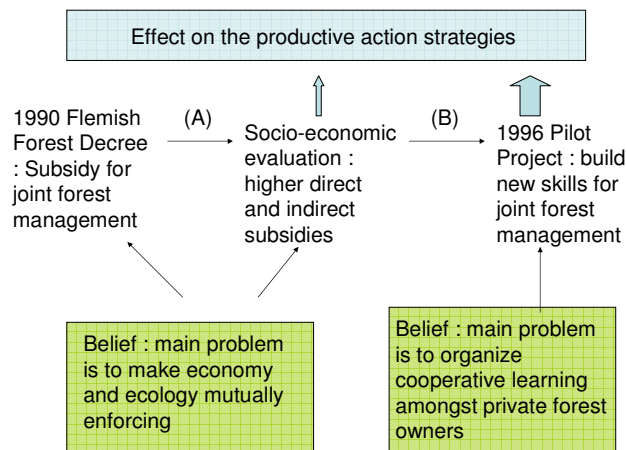 Effect on the productive action strategies
1990 Flemish
Forest Decree
: Subsidy for
joint forest
management
(A)
Socio-economic
evaluation :
higher direct
and indirect
subsidies
(B)
1996 Pilot
Project : build
new skills for
joint forest
management
Belief : main problem
is to make economy
and ecology mutually
enforcing
Belief : main problem
is to organize
cooperative learning
amongst private forest
owners